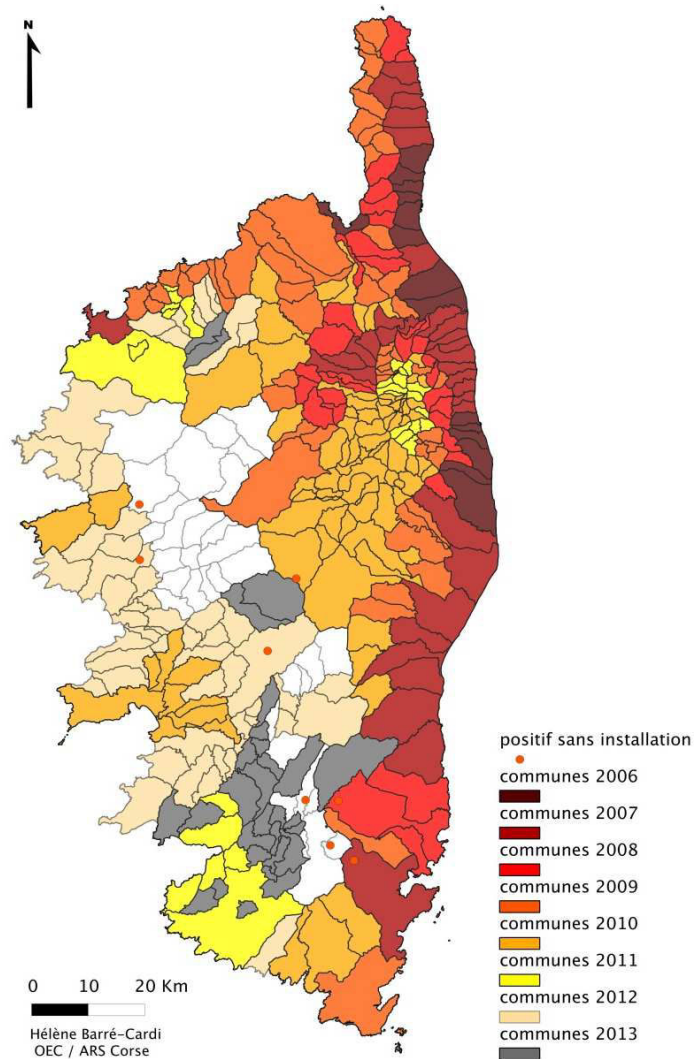 N
positif sans installation
communes 2006
communes 2007
communes 2008
communes 2009
communes 2010
communes 2011
communes 2012
communes 2013
0 10 20 Km
Hélène Barré-Cardi
OEC / ARS Corse